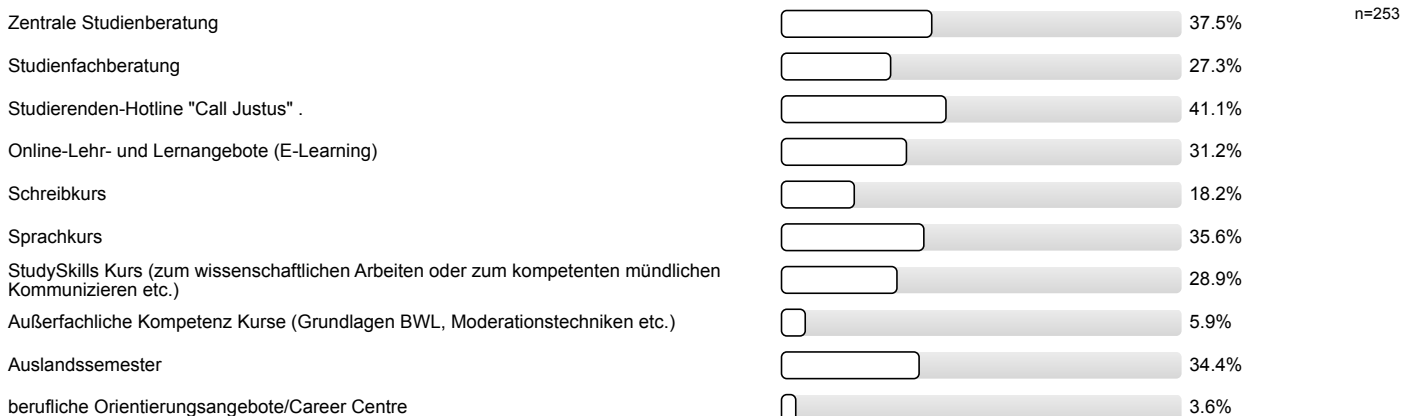 Zentrale Studienberatung 37.5% n=253
Studienfachberatung 27.3%
Studierenden-Hotline "Call Justus" . 41.1%
Online-Lehr- und Lernangebote (E-Learning) 31.2%
Schreibkurs 18.2%
Sprachkurs 35.6%
StudySkills Kurs (zum wissenschaftlichen Arbeiten oder zum kompetenten mündlichen
Kommunizieren etc.) 28.9%
Außerfachliche Kompetenz Kurse (Grundlagen BWL, Moderationstechniken etc.) 5.9%
Auslandssemester 34.4%
berufliche Orientierungsangebote/Career Centre 3.6%